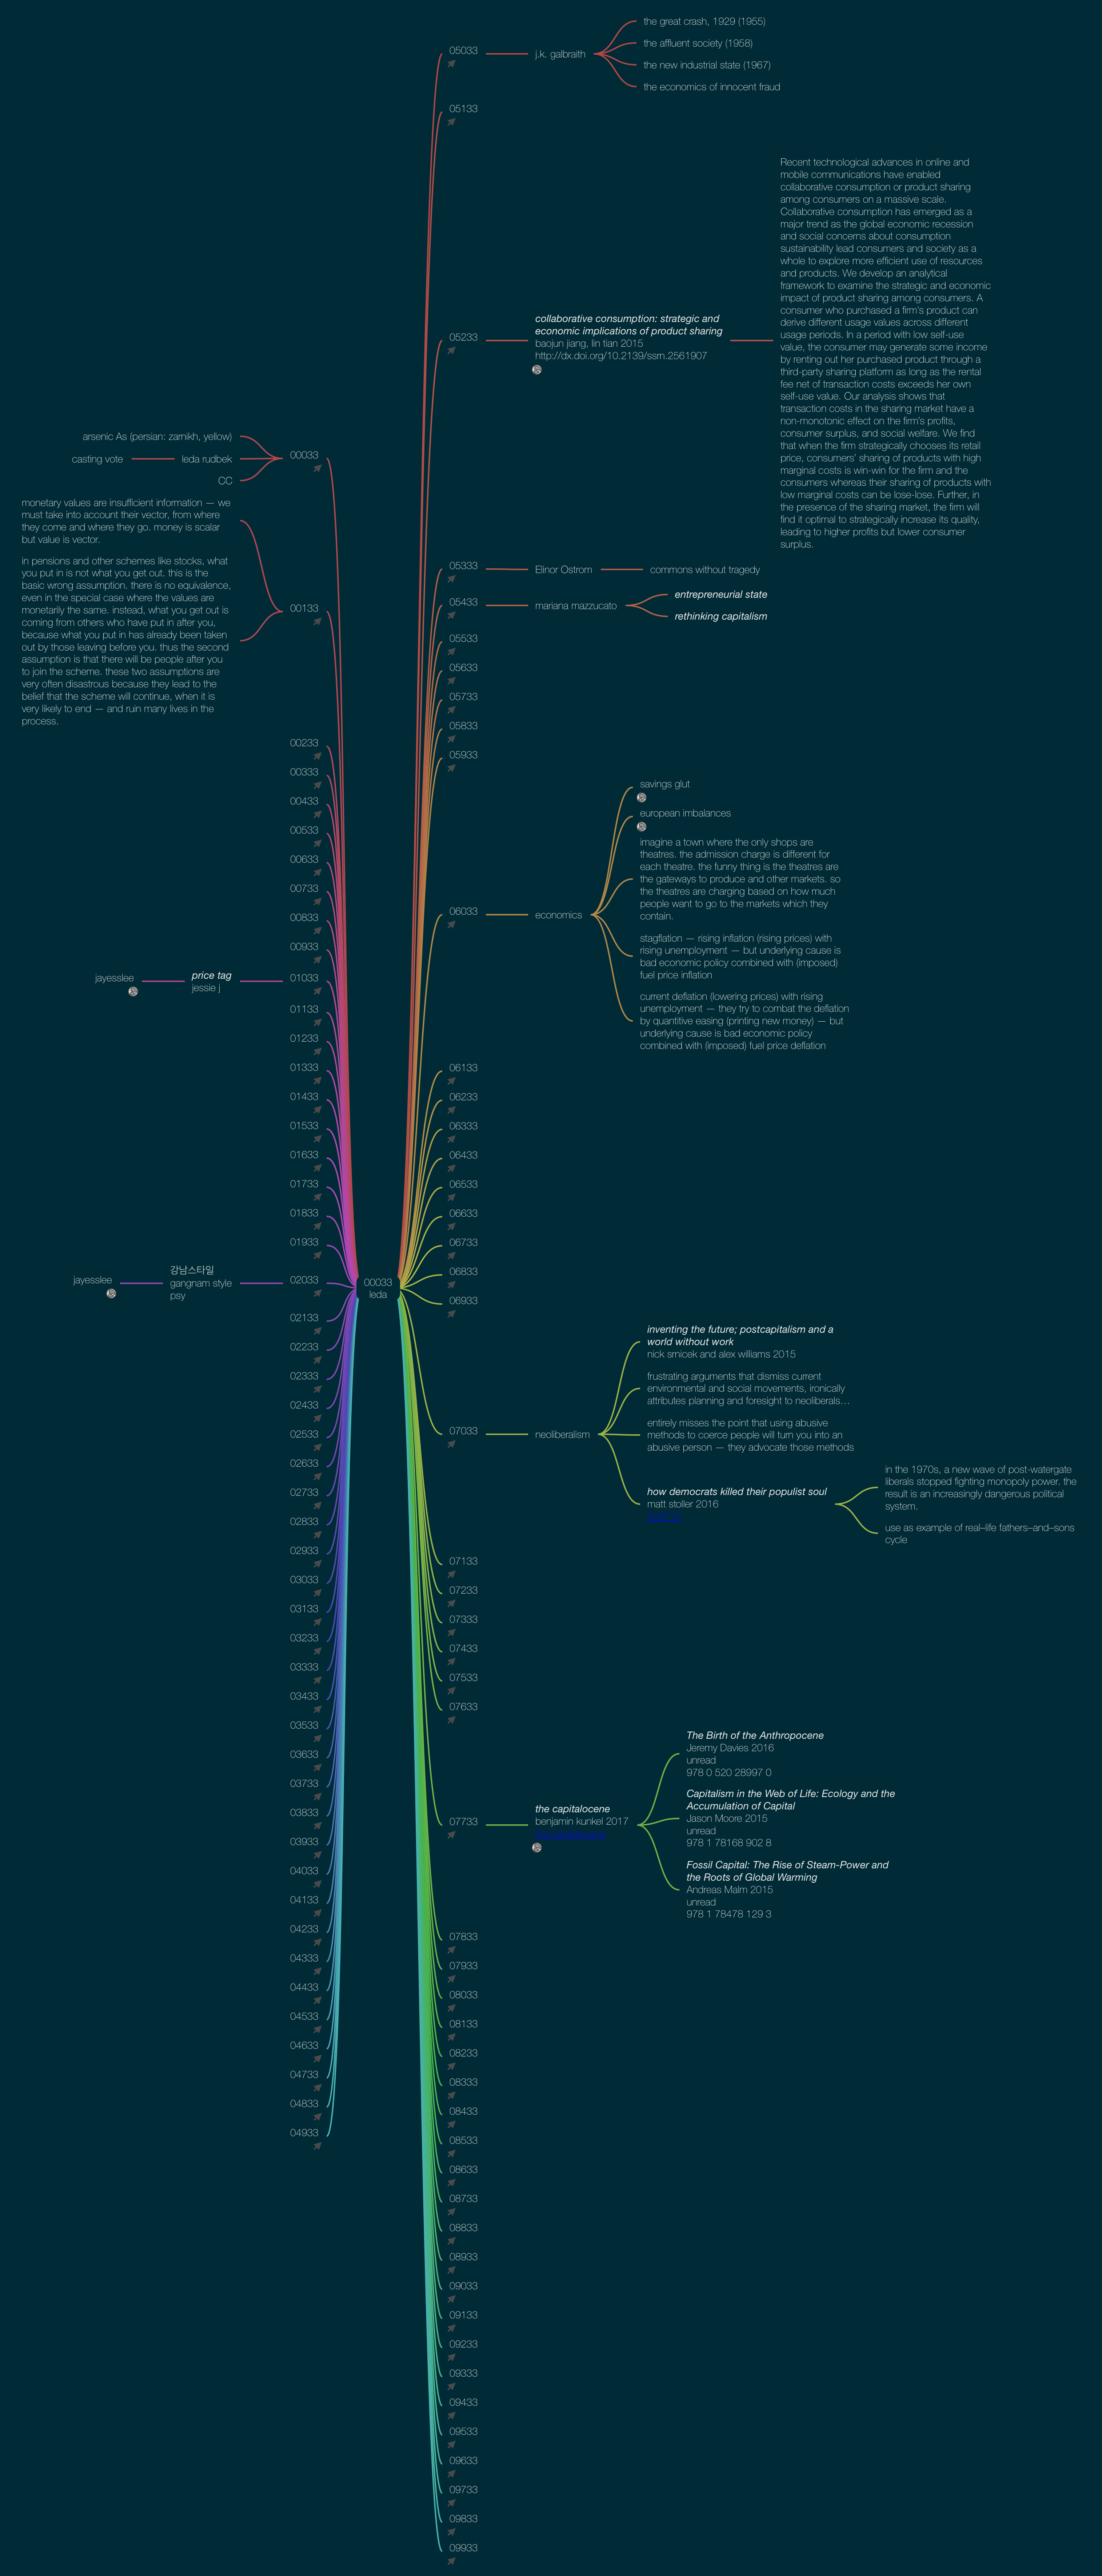 00033
leda
arsenic As (persian: zarnikh, yellow)
casting vote
leda rudbek
CC
00033
monetary values are insufficient information — we
must take into account their vector, from where
they come and where they go. money is scalar
but value is vector.
in pensions and other schemes like stocks, what
you put in is not what you get out. this is the
basic wrong assumption. there is no equivalence,
even in the special case where the values are
monetarily the same. instead, what you get out is
coming from others who have put in after you,
because what you put in has already been taken
out by those leaving before you. thus the second
assumption is that there will be people after you
to join the scheme. these two assumptions are
very often disastrous because they lead to the
belief that the scheme will continue, when it is
very likely to end — and ruin many lives in the
process.
00133
00233
00333
00433
00533
00633
00733
00833
00933
jayesslee
price tag
jessie j
01033
01133
01233
01333
01433
01533
01633
01733
01833
01933
jayesslee
강남스타일
gangnam style
psy
02033
02133
02233
02333
02433
02533
02633
02733
02833
02933
03033
03133
03233
03333
03433
03533
03633
03733
03833
03933
04033
04133
04233
04333
04433
04533
04633
04733
04833
04933
05033
j.k. galbraith
the great crash, 1929 (1955)
the affluent society (1958)
the new industrial state (1967)
the economics of innocent fraud
05133
05233
collaborative consumption: strategic and
economic implications of product sharing
baojun jiang, lin tian 2015
http://dx.doi.org/10.2139/ssrn.2561907
Recent technological advances in online and
mobile communications have enabled
collaborative consumption or product sharing
among consumers on a massive scale.
Collaborative consumption has emerged as a
major trend as the global economic recession
and social concerns about consumption
sustainability lead consumers and society as a
whole to explore more efficient use of resources
and products. We develop an analytical
framework to examine the strategic and economic
impact of product sharing among consumers. A
consumer who purchased a firm's product can
derive different usage values across different
usage periods. In a period with low self-use
value, the consumer may generate some income
by renting out her purchased product through a
third-party sharing platform as long as the rental
fee net of transaction costs exceeds her own
self-use value. Our analysis shows that
transaction costs in the sharing market have a
non-monotonic effect on the firm's profits,
consumer surplus, and social welfare. We find
that when the firm strategically chooses its retail
price, consumers' sharing of products with high
marginal costs is win-win for the firm and the
consumers whereas their sharing of products with
low marginal costs can be lose-lose. Further, in
the presence of the sharing market, the firm will
find it optimal to strategically increase its quality,
leading to higher profits but lower consumer
surplus.
05333
Elinor Ostrom
commons without tragedy
05433
mariana mazzucato
entrepreneurial state
rethinking capitalism
05533
05633
05733
05833
05933
06033
economics
savings glut
european imbalances
imagine a town where the only shops are
theatres. the admission charge is different for
each theatre. the funny thing is the theatres are
the gateways to produce and other markets. so
the theatres are charging based on how much
people want to go to the markets which they
contain.
stagflation — rising inflation (rising prices) with
rising unemployment — but underlying cause is
bad economic policy combined with (imposed)
fuel price inflation
current deflation (lowering prices) with rising
unemployment — they try to combat the deflation
by quantitive easing (printing new money) — but
underlying cause is bad economic policy
combined with (imposed) fuel price deflation
06133
06233
06333
06433
06533
06633
06733
06833
06933
07033
neoliberalism
inventing the future; postcapitalism and a
world without work
nick srnicek and alex williams 2015
frustrating arguments that dismiss current
environmental and social movements, ironically
attributes planning and foresight to neoliberals…
entirely misses the point that using abusive
methods to coerce people will turn you into an
abusive person — they advocate those methods
how democrats killed their populist soul
matt stoller 2016
in the 1970s, a new wave of post-watergate
liberals stopped fighting monopoly power. the
result is an increasingly dangerous political
system.
use as example of real–life fathers–and–sons
cycle
07133
07233
07333
07433
07533
07633
07733
the capitalocene
benjamin kunkel 2017
The Birth of the Anthropocene
Jeremy Davies 2016
unread
978 0 520 28997 0
Capitalism in the Web of Life: Ecology and the
Accumulation of Capital
Jason Moore 2015
unread
978 1 78168 902 8
Fossil Capital: The Rise of Steam-Power and
the Roots of Global Warming
Andreas Malm 2015
unread
978 1 78478 129 3
07833
07933
08033
08133
08233
08333
08433
08533
08633
08733
08833
08933
09033
09133
09233
09333
09433
09533
09633
09733
09833
09933